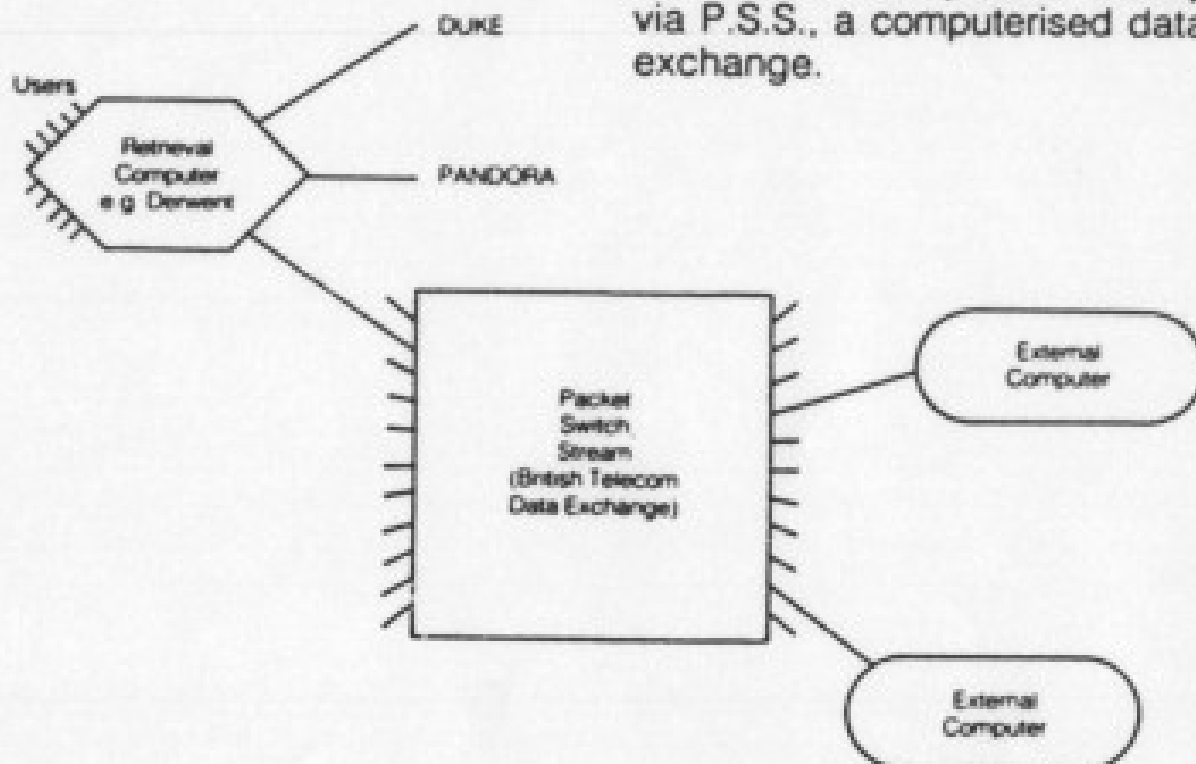 via P.S.S., a computerised data
exchange.
DUKE
Users
Retrieval
Computer
e.g. Derwent
PANDORA
Packet
Switch
Stream
(British Telecom
Data Exchange)
External
Computer
External
Computer